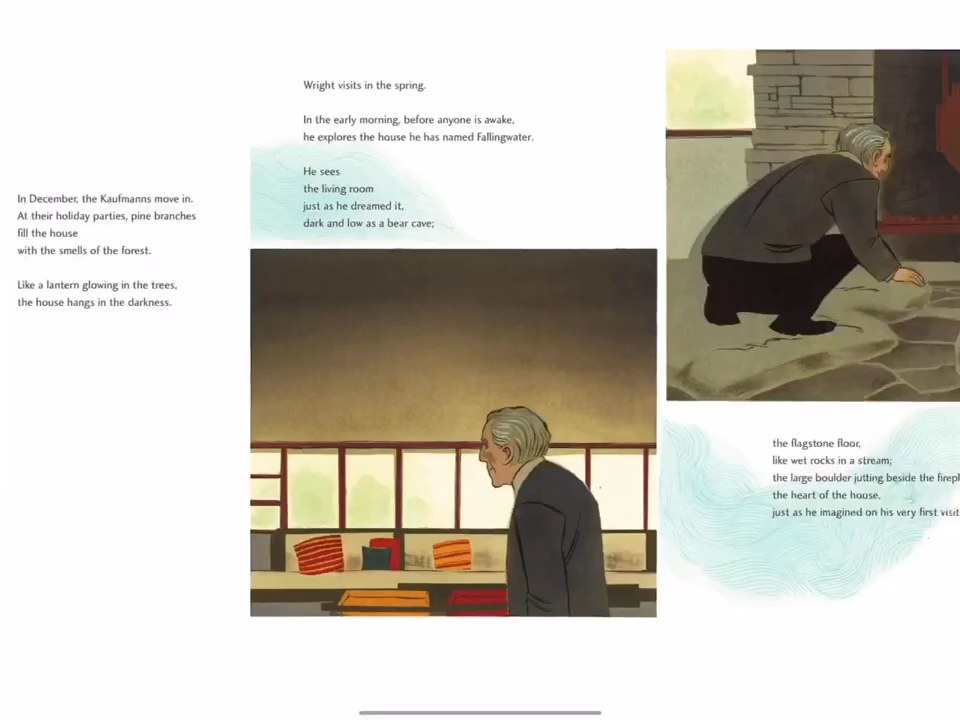 In December, the Kaufmanns move in.
At their holiday parties, pine branches
fill the house
with the smells of the forest.
Like a lantern glowing in the trees,
the house hangs in the darkness.
Wright visits in the spring.
In the early morning, before anyone is awake,
he explores the house he has named Fallingwater.
He sees
the living room
just as he dreamed it,
dark and low as a bear cave;
the flagstone floor,
like wet rocks in a stream;
the large boulder jutting beside the
the heart of the house,
just as he imagined on his very first visit